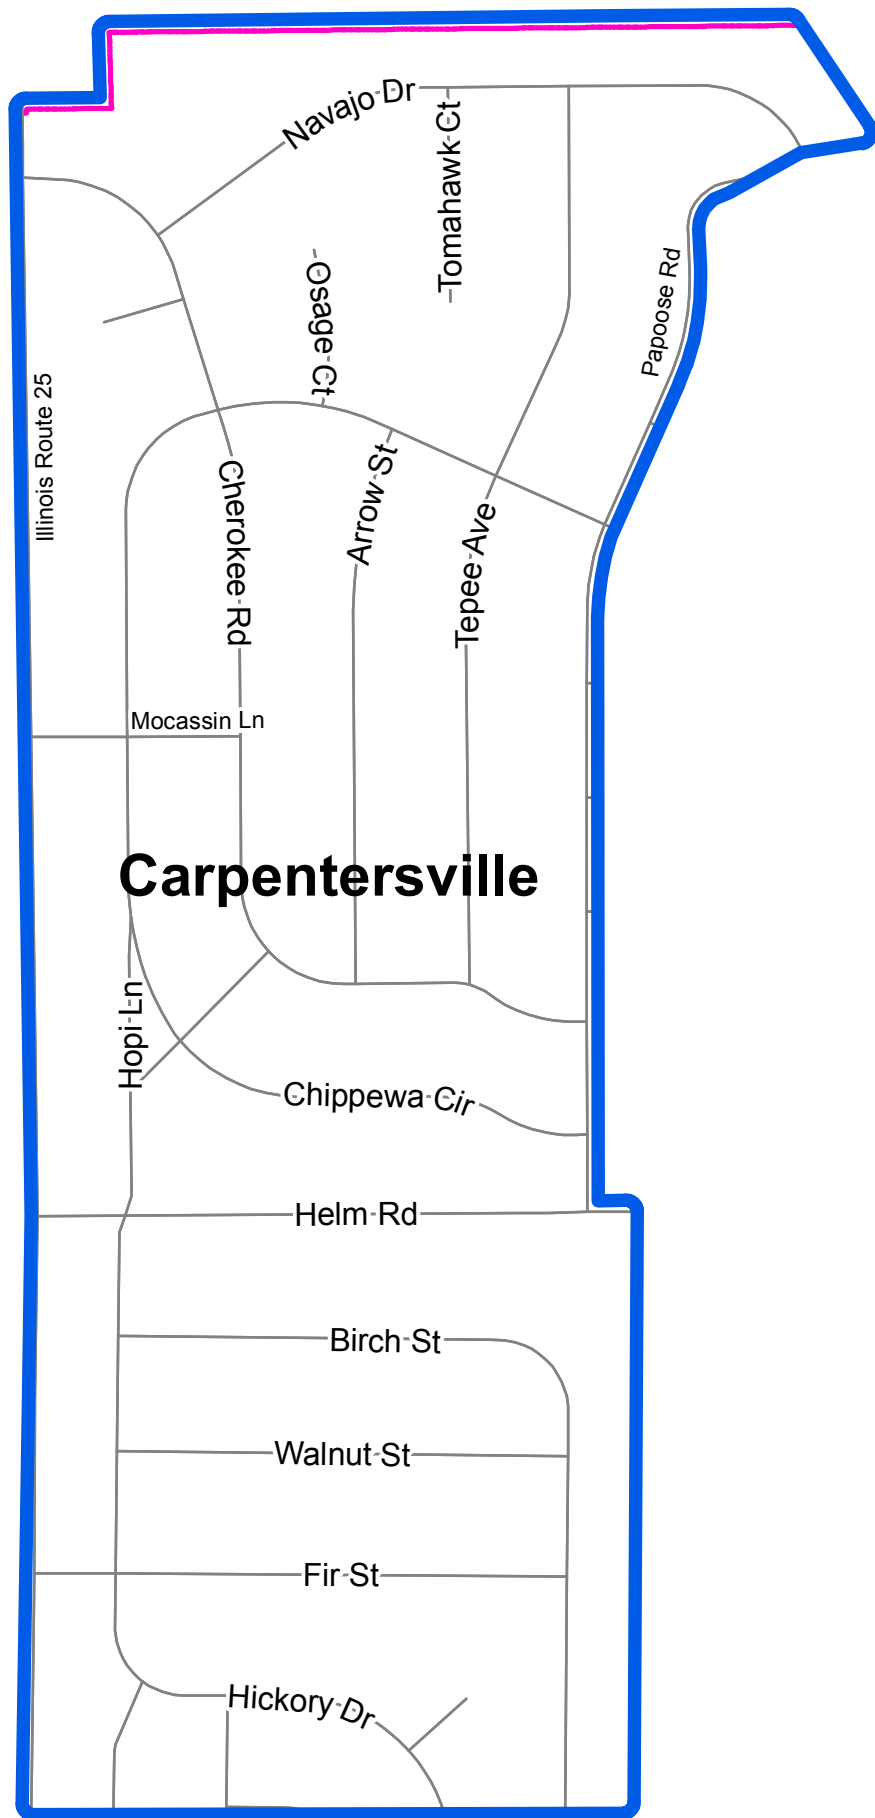 Navajo Dr
Tomahawk Ct
Osage Ct
Papoose Rd
Illinois Route 25
Cherokee Rd
Arrow St
Tepee Ave
Mocassin Ln
Carpentersville
Hopi Ln
Chippewa Cir
Helm Rd
Birch St
Walnut St
Fir St
Hickory Dr